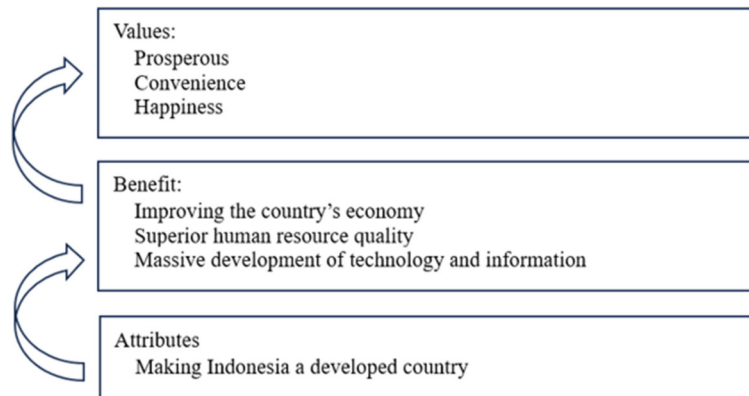 Values:
Prosperous
Convenience
Happiness
Benefit:
Improving the country’s economy
Superior human resource quality
Massive development of technology and information
Attributes
Making Indonesia a developed country